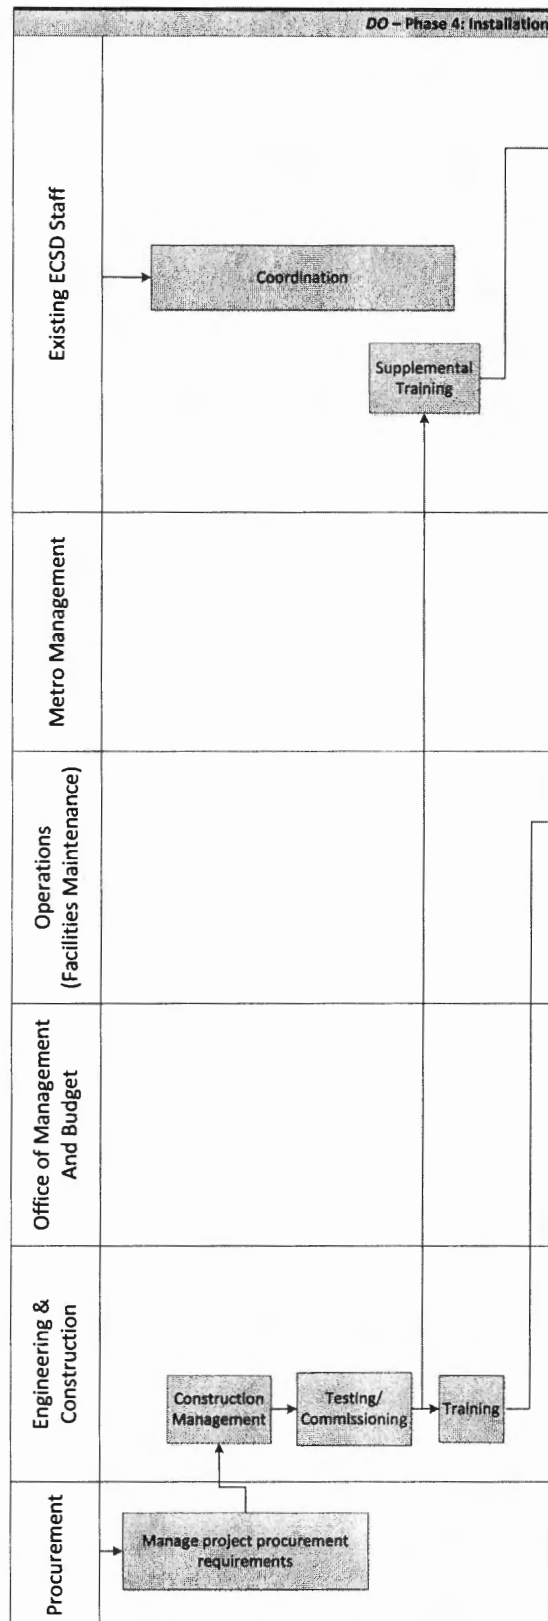 DO – Phase 4: Installation
Existing ECSD Staff
Coordination
Supplemental
Training
Metro Management
Operations
(Facilities Maintenance)
Office of Management
And Budget
Engineering &
Construction
Construction
Management
Testing/
Commissioning
Training
Procurement
Manage project procurement
requirements